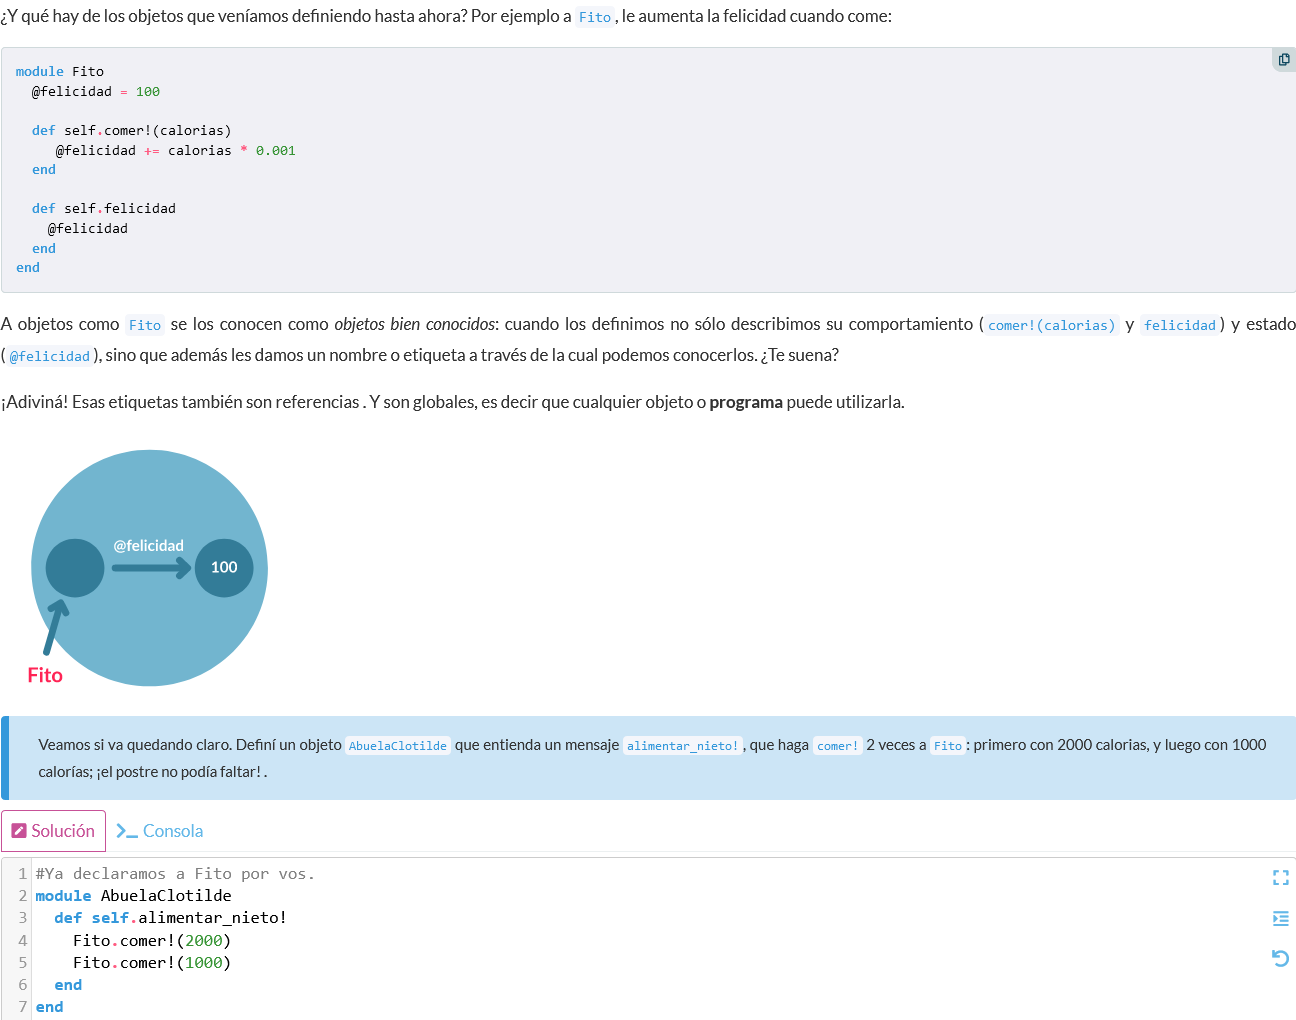 ¿Y qué hay de los objetos que veníamos definiendo hasta ahora? Por ejemplo a Fito, le aumenta la felicidad cuando come:
module Fito
  @felicidad = 100
  def self.comer!(calorias)
     @felicidad += calorias * 0.001
  end
  def self.felicidad
    @felicidad
  end
end
A objetos como Fito se los conocen como objetos bien conocidos: cuando los definimos no sólo describimos su comportamiento (comer!(calorias) y felicidad) y estado
(@felicidad), sino que además les damos un nombre o etiqueta a través de la cual podemos conocerlos. ¿Te suena?
¡Adiviná! Esas etiquetas también son referencias . Y son globales, es decir que cualquier objeto o programa puede utilizarla.
@felicidad
100
Fito
Veamos si va quedando claro. Definí un objeto AbuelaClotilde que entienda un mensaje alimentar_nieto!, que haga comer! 2 veces a Fito: primero con 2000 calorias, y luego con 1000
calorías; ¡el postre no podía faltar! .
Solución Consola
1 #Ya declaramos a Fito por vos.
2 module AbuelaClotilde
3   def self.alimentar_nieto!
4     Fito.comer!(2000)
5     Fito.comer!(1000)
6   end
7 end